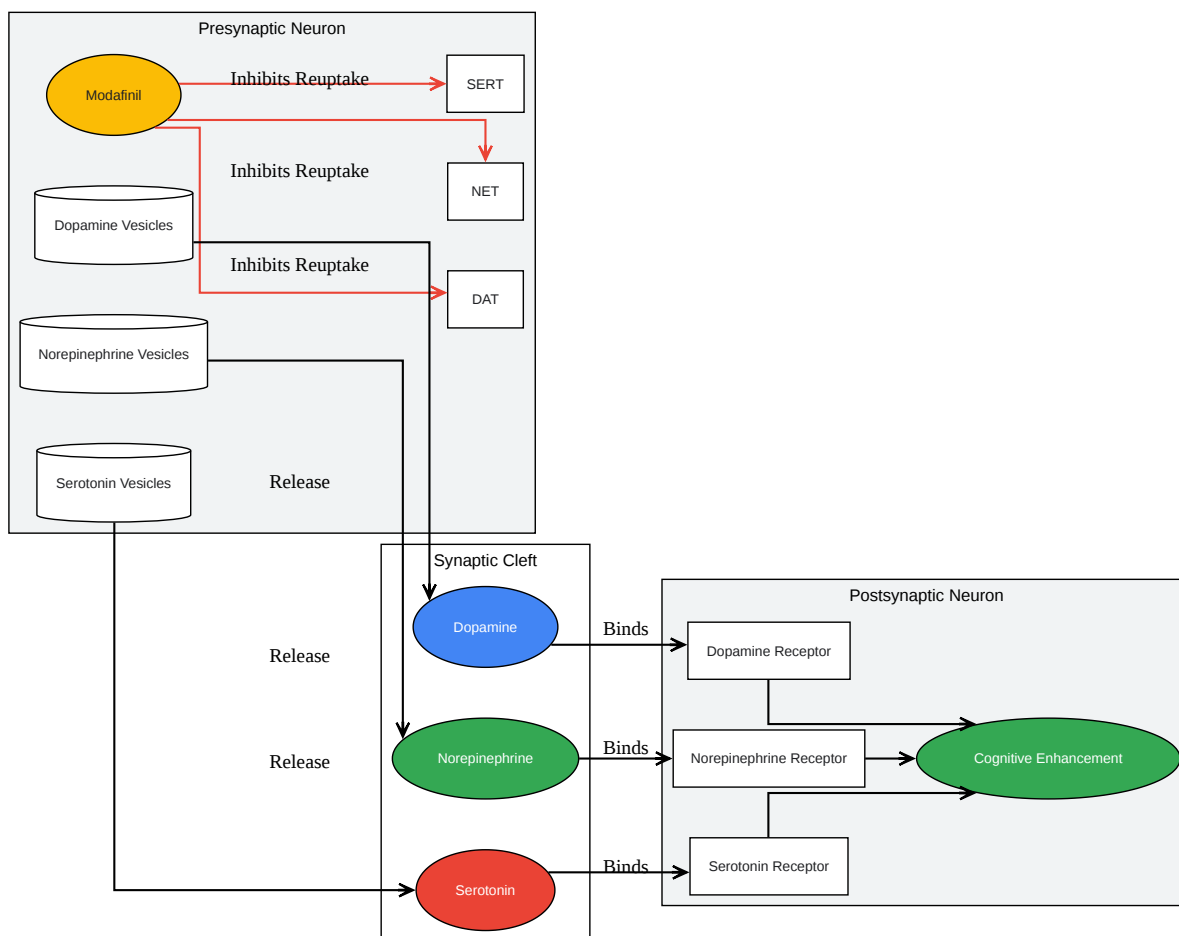 Presynaptic Neuron
Modafinil
Inhibits Reuptake
SERT
Inhibits Reuptake
NET
Dopamine Vesicles
Inhibits Reuptake
DAT
Norepinephrine Vesicles
Serotonin Vesicles
Release
Synaptic Cleft
Postsynaptic Neuron
Dopamine
Binds
Dopamine Receptor
Release
Norepinephrine
Binds
Norepinephrine Receptor
Cognitive Enhancement
Release
Serotonin
Binds
Serotonin Receptor